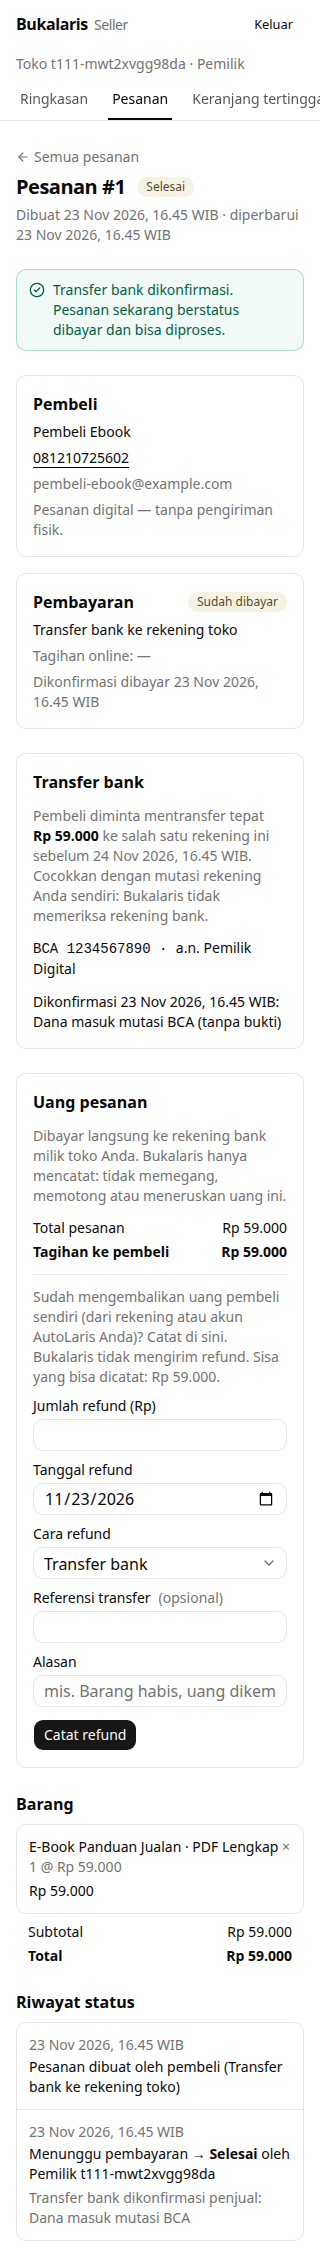 Bukalaris Seller
Keluar
Toko t111-mwt2xvgg98da · Pemilik
Ringkasan
Pesanan
Keranjang tertingga
← Semua pesanan
Pesanan #1
Selesai
Dibuat 23 Nov 2026, 16.45 WIB · diperbarui
23 Nov 2026, 16.45 WIB
Transfer bank dikonfirmasi.
Pesanan sekarang berstatus
dibayar dan bisa diproses.
Pembeli
Pembeli Ebook
081210725602
pembeli-ebook@example.com
Pesanan digital — tanpa pengiriman
fisik.
Pembayaran
Sudah dibayar
Transfer bank ke rekening toko
Tagihan online: —
Dikonfirmasi dibayar 23 Nov 2026,
16.45 WIB
Transfer bank
Pembeli diminta mentransfer tepat
Rp 59.000 ke salah satu rekening ini
sebelum 24 Nov 2026, 16.45 WIB.
Cocokkan dengan mutasi rekening
Anda sendiri: Bukalaris tidak
memeriksa rekening bank.
BCA 1234567890 · a.n. Pemilik
Digital
Dikonfirmasi 23 Nov 2026, 16.45 WIB:
Dana masuk mutasi BCA (tanpa bukti)
Uang pesanan
Dibayar langsung ke rekening bank
milik toko Anda. Bukalaris hanya
mencatat: tidak memegang,
memotong atau meneruskan uang ini.
Total pesanan Rp 59.000
Tagihan ke pembeli Rp 59.000
Sudah mengembalikan uang pembeli
sendiri (dari rekening atau akun
AutoLaris Anda)? Catat di sini.
Bukalaris tidak mengirim refund. Sisa
yang bisa dicatat: Rp 59.000.
Jumlah refund (Rp)
Tanggal refund
11/23/2026
Cara refund
Transfer bank
Referensi transfer (opsional)
Alasan
mis. Barang habis, uang dikem
Catat refund
Barang
E-Book Panduan Jualan · PDF Lengkap ×
1 @ Rp 59.000
Rp 59.000
Subtotal Rp 59.000
Total Rp 59.000
Riwayat status
23 Nov 2026, 16.45 WIB
Pesanan dibuat oleh pembeli (Transfer
bank ke rekening toko)
23 Nov 2026, 16.45 WIB
Menunggu pembayaran → Selesai oleh
Pemilik t111-mwt2xvgg98da
Transfer bank dikonfirmasi penjual:
Dana masuk mutasi BCA